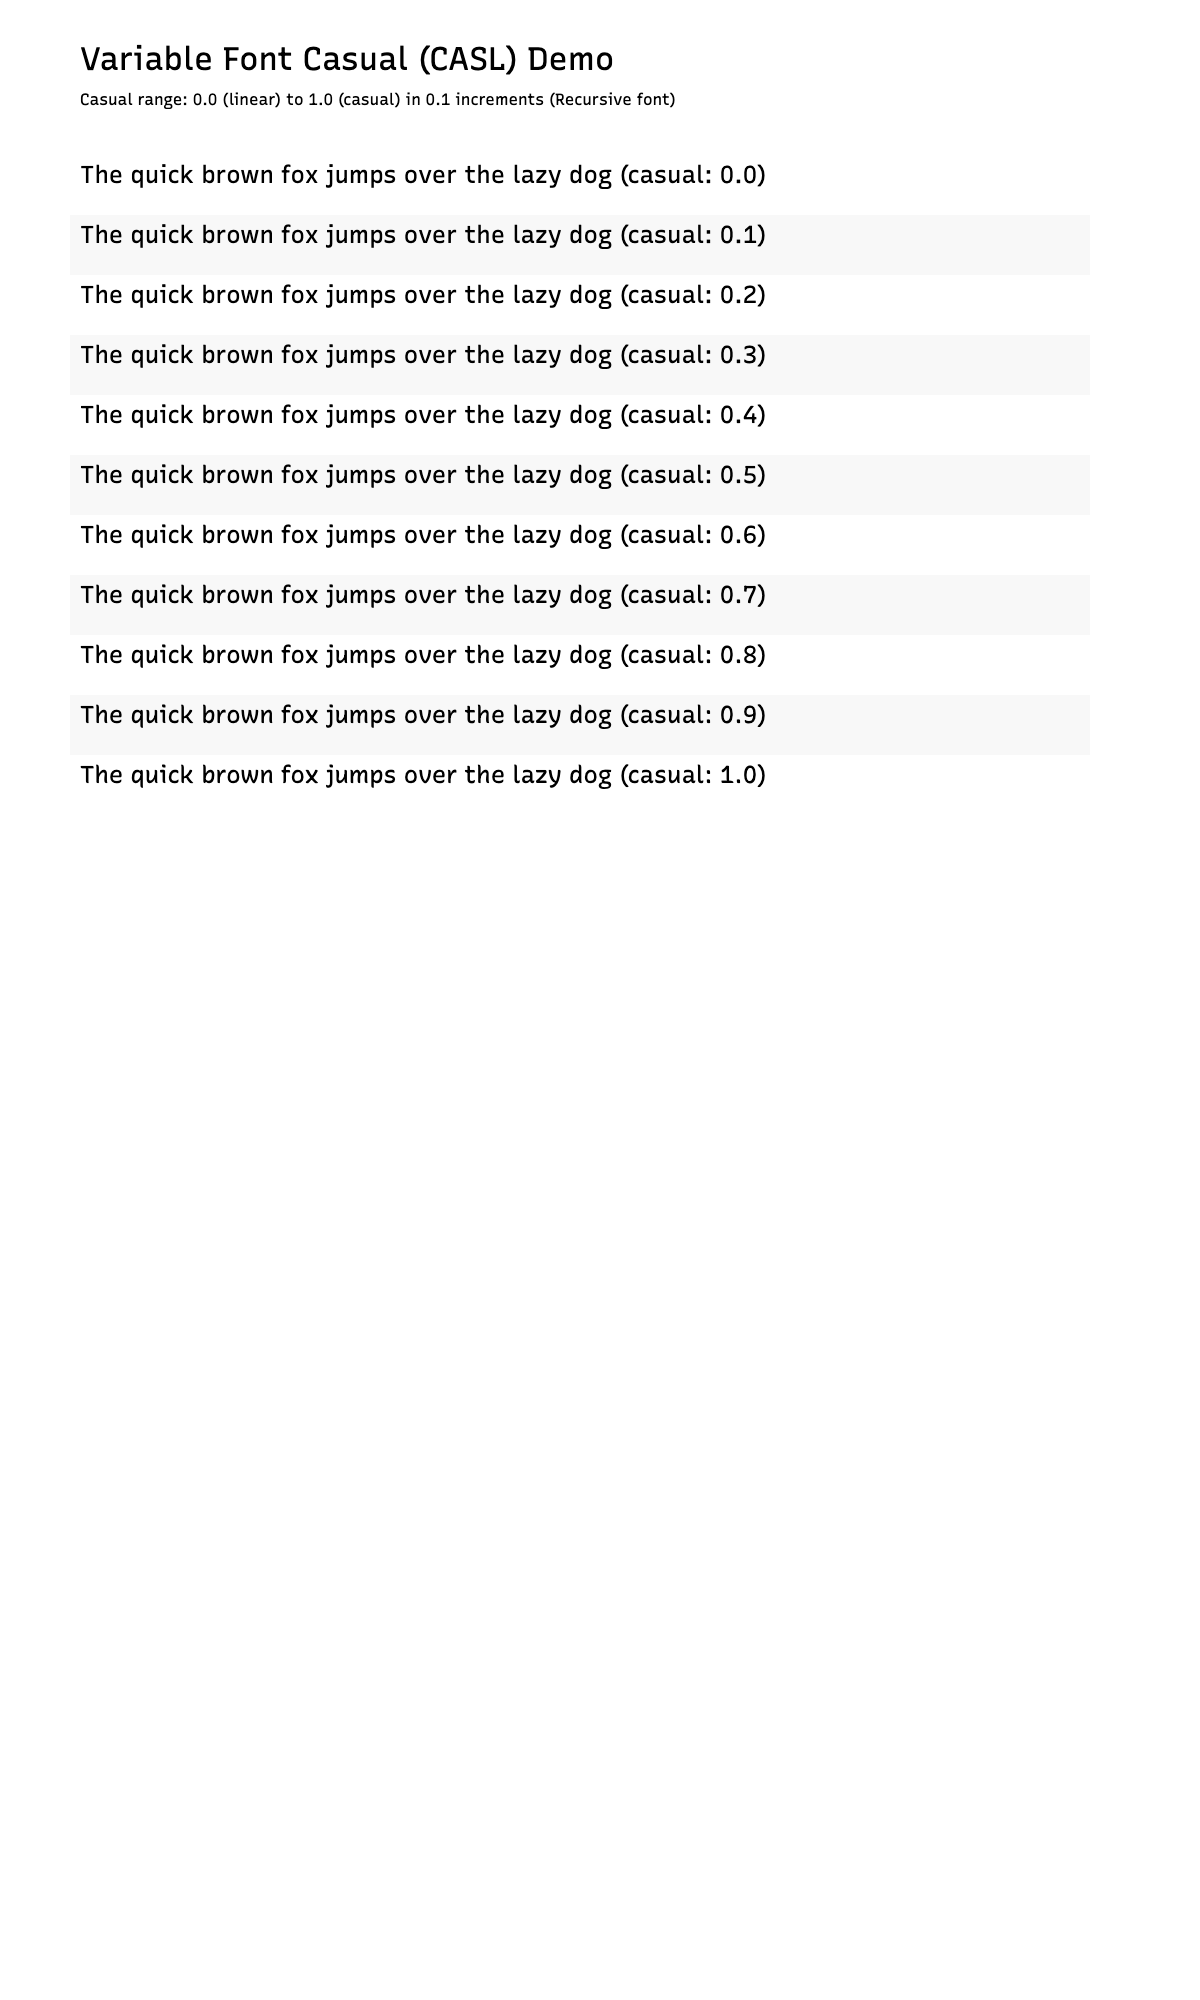 Variable Font Casual (CASL) Demo
Casual range: 0.0 (linear) to 1.0 (casual) in 0.1 increments (Recursive font)
The quick brown fox jumps over the lazy dog (casual: 0.0)
The quick brown fox jumps over the lazy dog (casual: 0.1)
The quick brown fox jumps over the lazy dog (casual: 0.2)
The quick brown fox jumps over the lazy dog (casual: 0.3)
The quick brown fox jumps over the lazy dog (casual: 0.4)
The quick brown fox jumps over the lazy dog (casual: 0.5)
The quick brown fox jumps over the lazy dog (casual: 0.6)
The quick brown fox jumps over the lazy dog (casual: 0.7)
The quick brown fox jumps over the lazy dog (casual: 0.8)
The quick brown fox jumps over the lazy dog (casual: 0.9)
The quick brown fox jumps over the lazy dog (casual: 1.0)